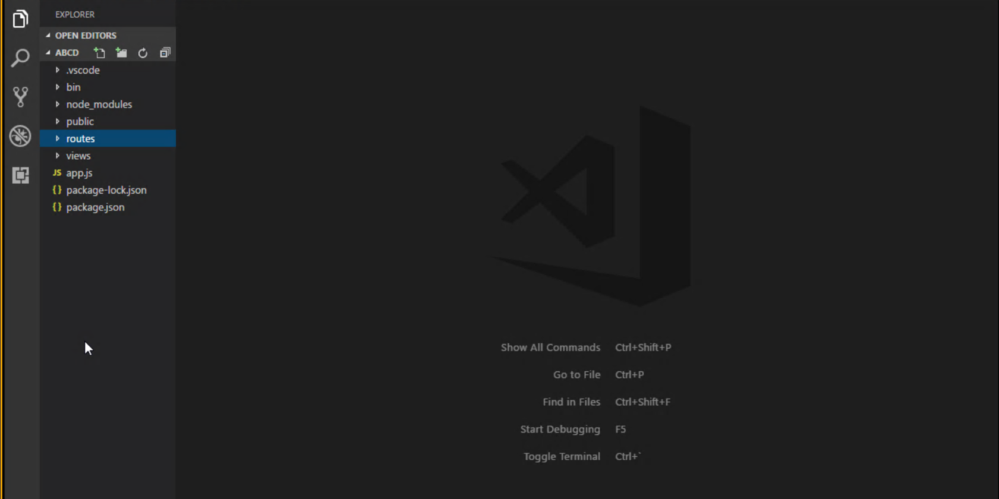 EXPLORER
OPEN EDITORS
ABCD
.vscode
bin
node_modules
public
routes
views
JS app.js
{} package-lock.json
{} package.json
Show All Commands Ctrl+Shift+P
Go to File Ctrl+P
Find in Files Ctrl+Shift+F
Start Debugging F5
Toggle Terminal Ctrl+`